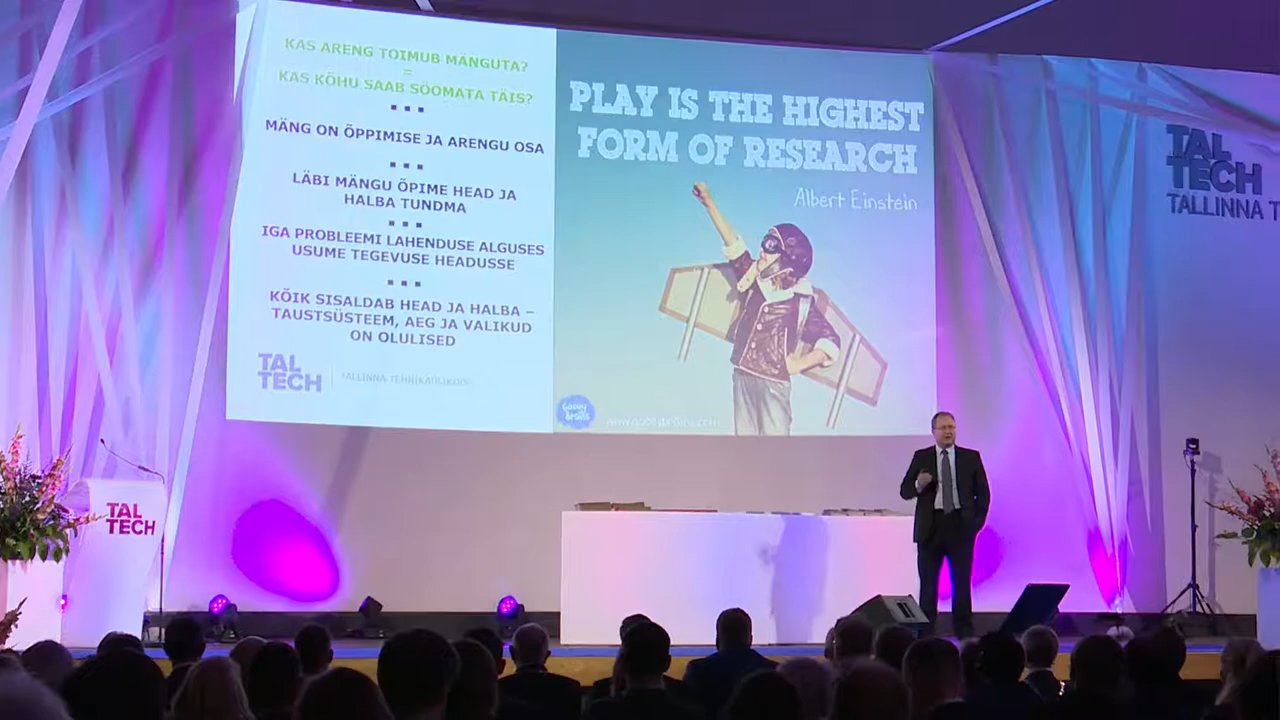 KAS ARENG TOIMUB MÄNGUTA?
=
KAS KÕHU SAAB SÖÖMATA TÄIS?
MÄNG ON ÕPPIMISE JA ARENGU OSA
LÄBI MÄNGU ÕPIME HEAD JA
HALBA TUNDMA
IGA PROBLEEMI LAHENDUSE ALGUSES
USUME TEGEVUSE HEADUSSE
KÕIK SISALDAB HEAD JA HALBA –
TAUSTSÜSTEEM, AEG JA VALIKUD
ON OLULISED
TAL
TECH
TALLINNA TEHNIKAÜLIKOOL
PLAY IS THE HIGHEST
FORM OF RESEARCH
Albert Einstein
TAL
TECH
TALLINNA T
TAL
TECH